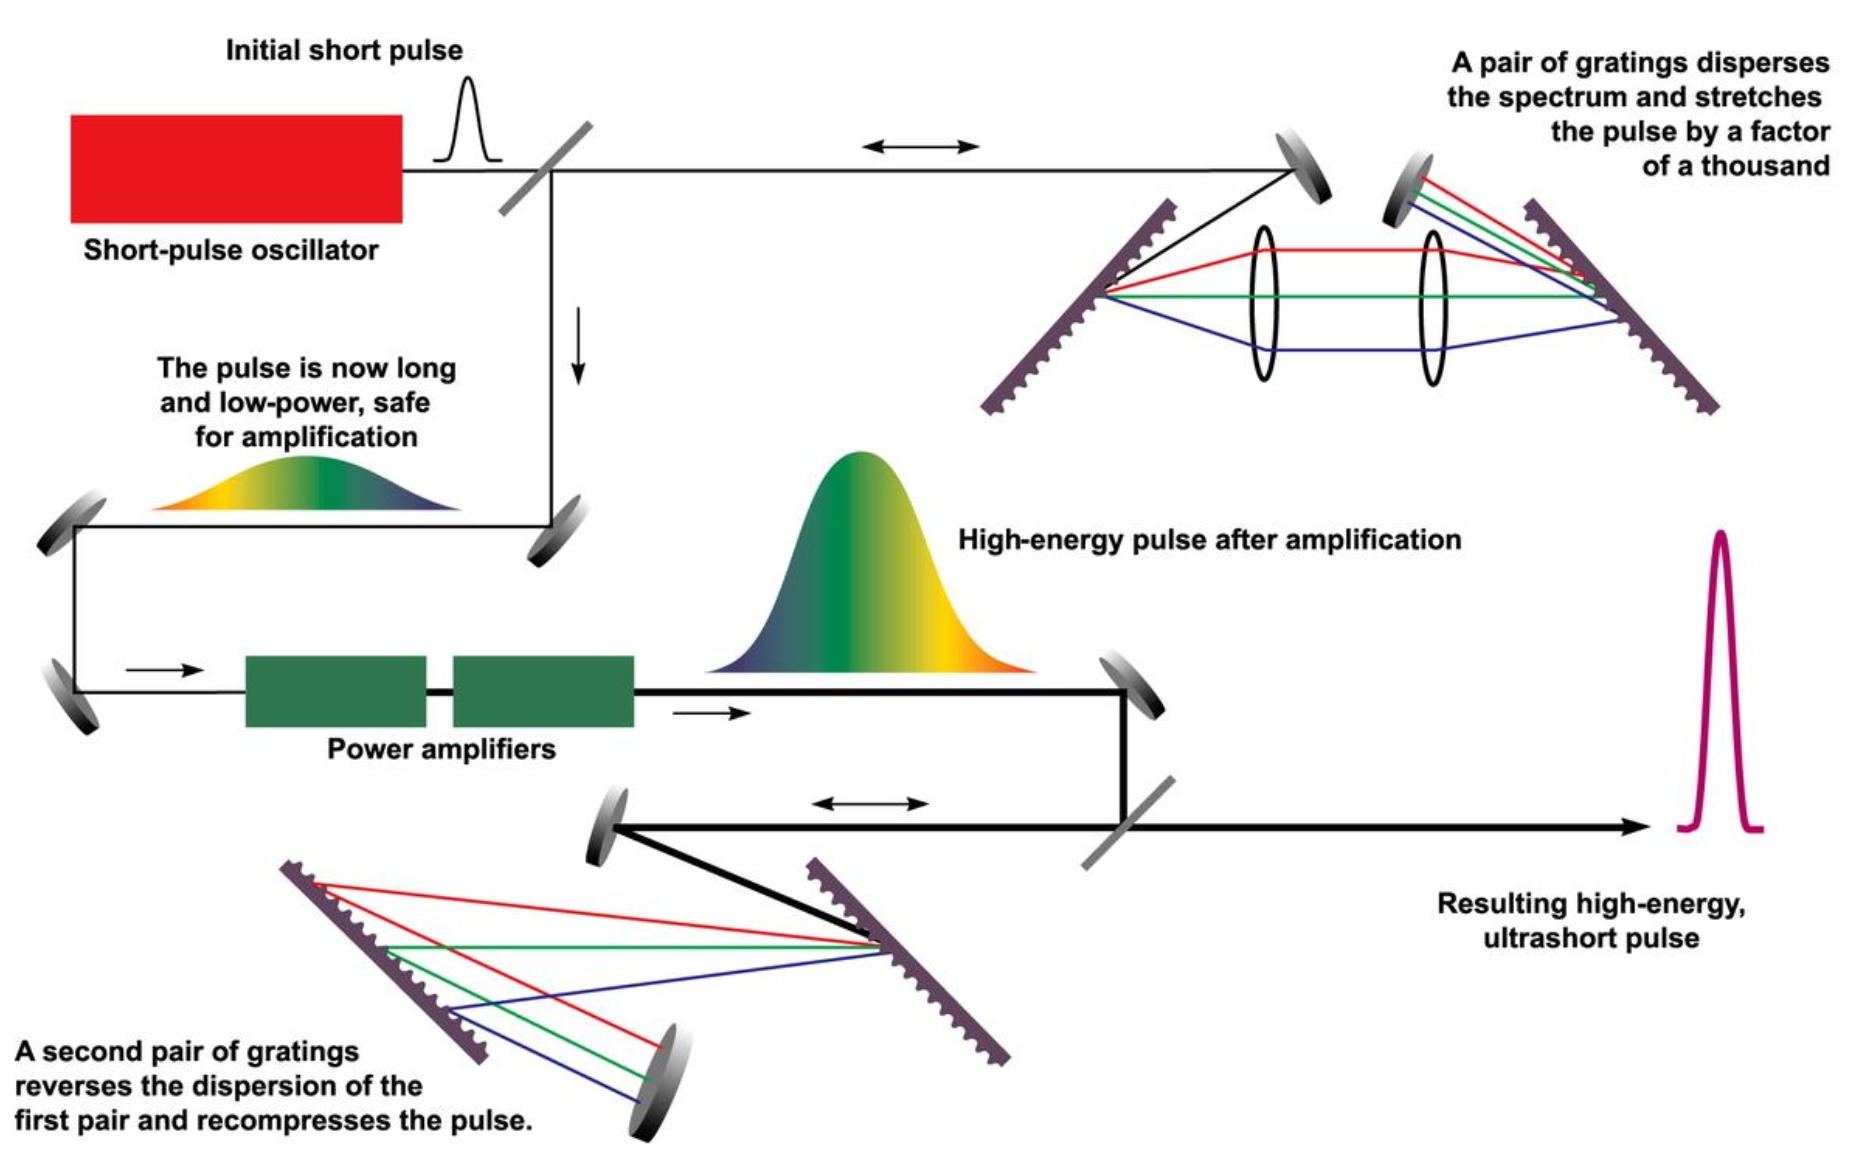 Initial short pulse
Short-pulse oscillator
A pair of gratings disperses
the spectrum and stretches
the pulse by a factor
of a thousand
The pulse is now long
and low-power, safe
for amplification
High-energy pulse after amplification
Power amplifiers
Resulting high-energy,
ultrashort pulse
A second pair of gratings
reverses the dispersion of the
first pair and recompresses the pulse.